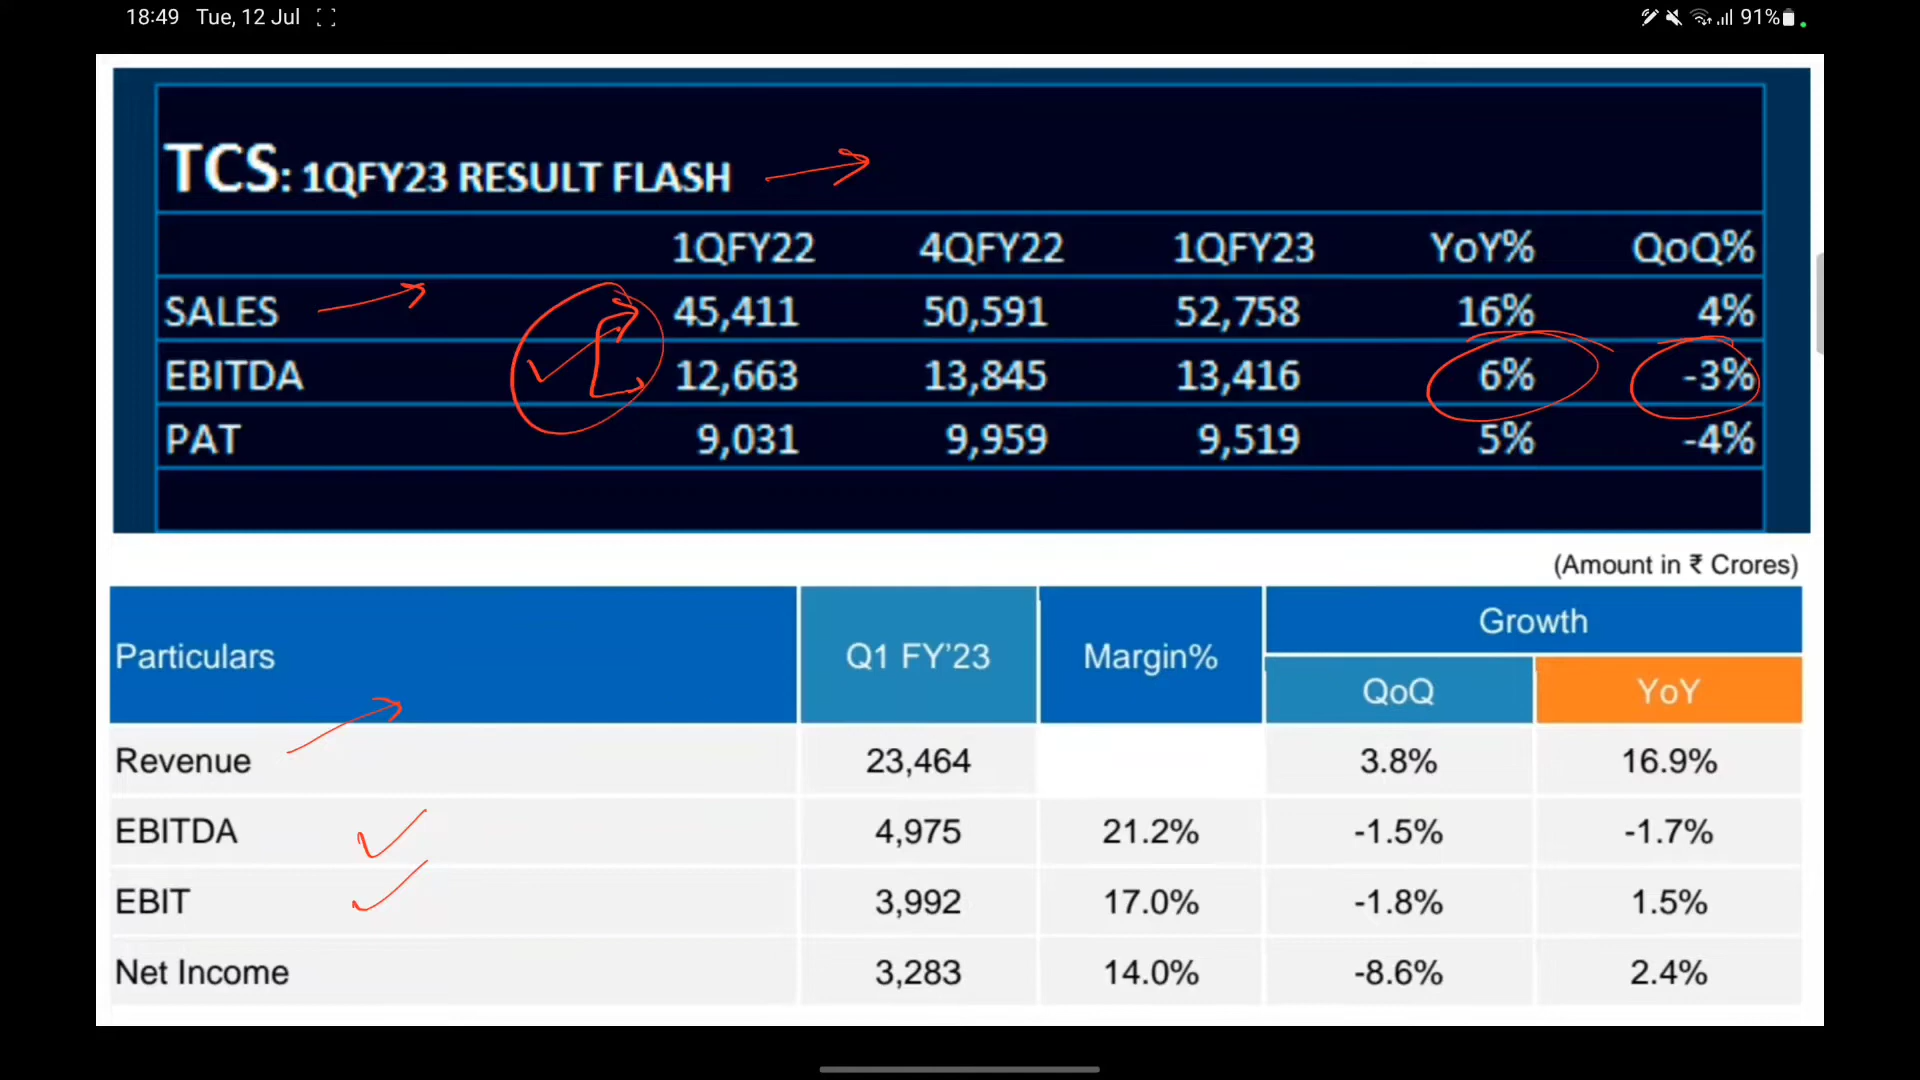 18:49 Tue, 12 Jul 91%
TCS: 1QFY23 RESULT FLASH
1QFY22 4QFY22 1QFY23 YoY% QoQ%
SALES 45,411 50,591 52,758 16% 4%
EBITDA 12,663 13,845 13,416 6% -3%
PAT 9,031 9,959 9,519 5% -4%
(Amount in ₹ Crores)
Particulars Q1 FY’23 Margin% Growth
QoQ YoY
Revenue 23,464 3.8% 16.9%
EBITDA 4,975 21.2% -1.5% -1.7%
EBIT 3,992 17.0% -1.8% 1.5%
Net Income 3,283 14.0% -8.6% 2.4%